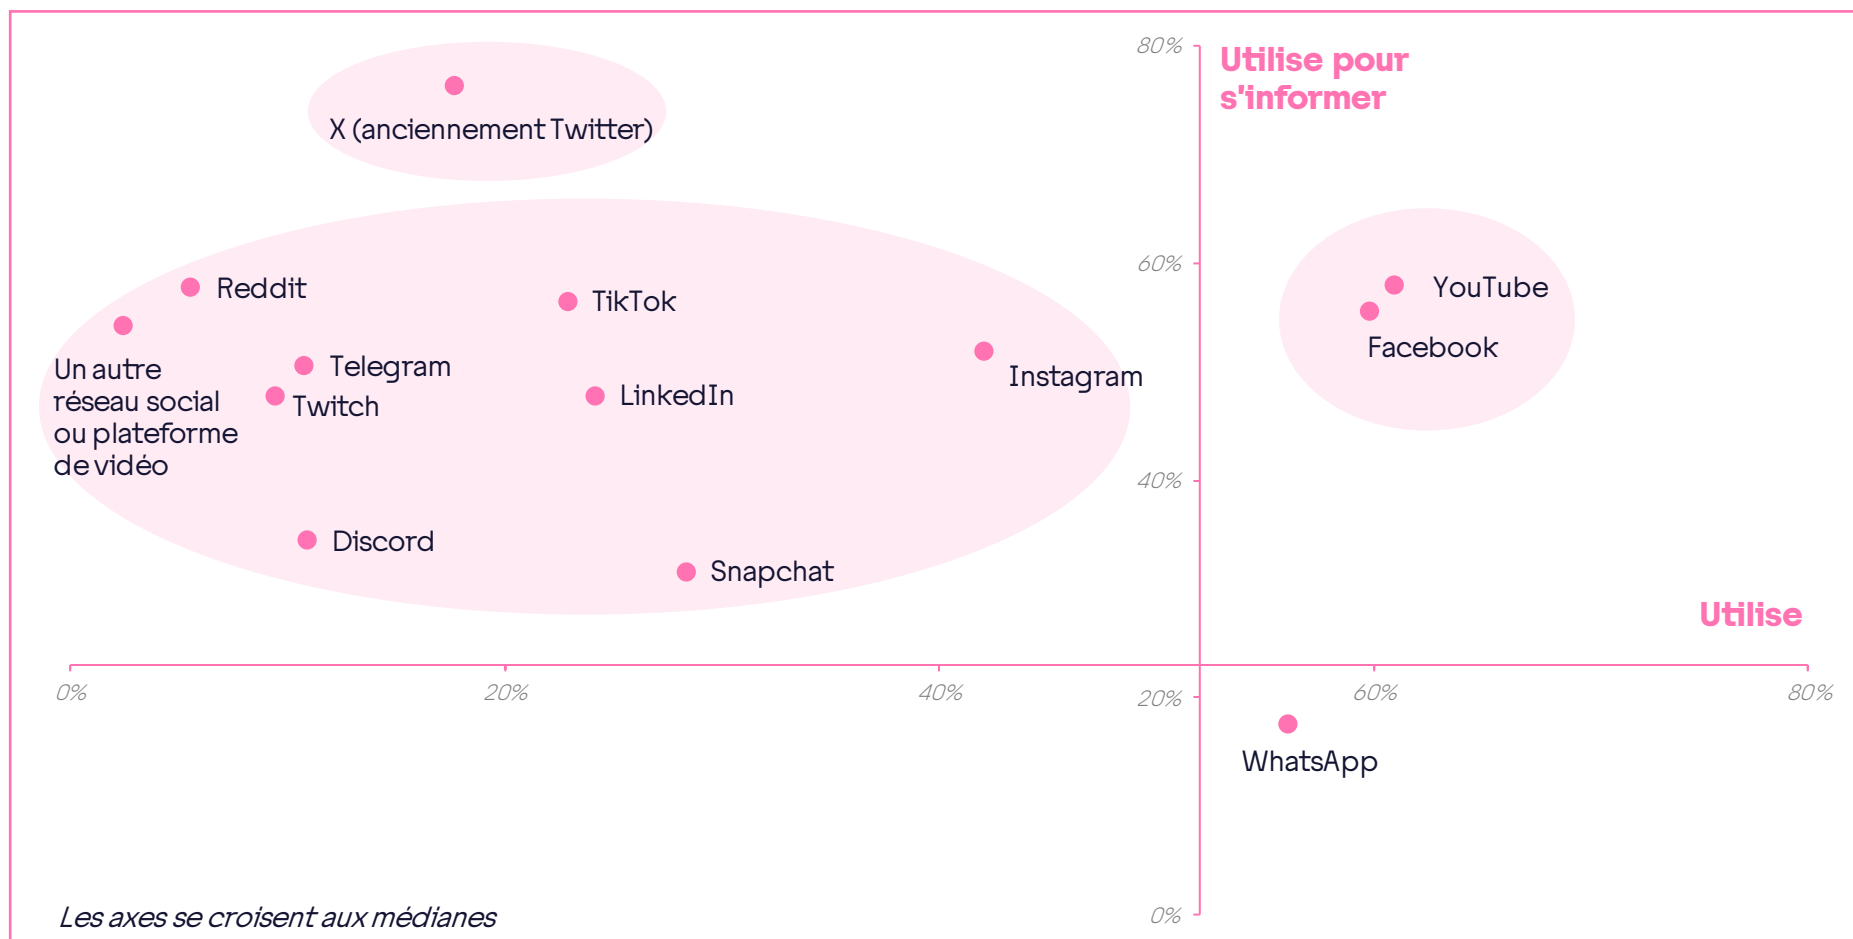 80%
Utilise pour
s'informer
X (anciennement Twitter)
60%
Reddit
TikTok
YouTube
Facebook
Un autre
réseau social
ou plateforme
de vidéo
Telegram
Twitch
LinkedIn
Instagram
40%
Discord
Snapchat
Utilise
0%
20%
40%
20%
60%
80%
WhatsApp
0%
Les axes se croisent aux médianes